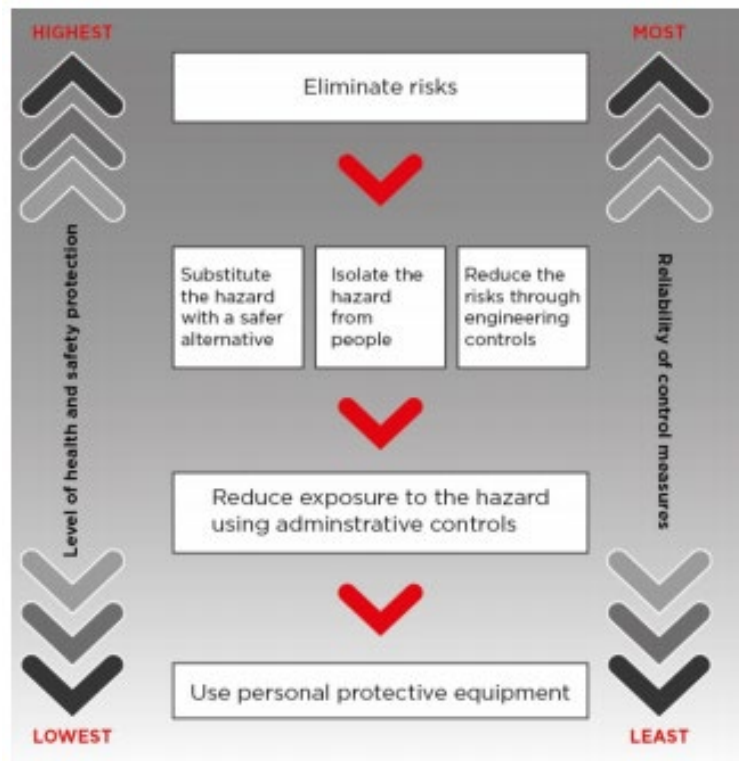 HIGHEST
MOST
Eliminate risks
Level of health and safety protection
Substitute
the hazard
with a safer
alternative
Isolate the
hazard
from
people
Reduce the
risks through
engineering
controls
Reliability of control measures
Reduce exposure to the hazard
using adminstrative controls
Use personal protective equipment
LOWEST
LEAST